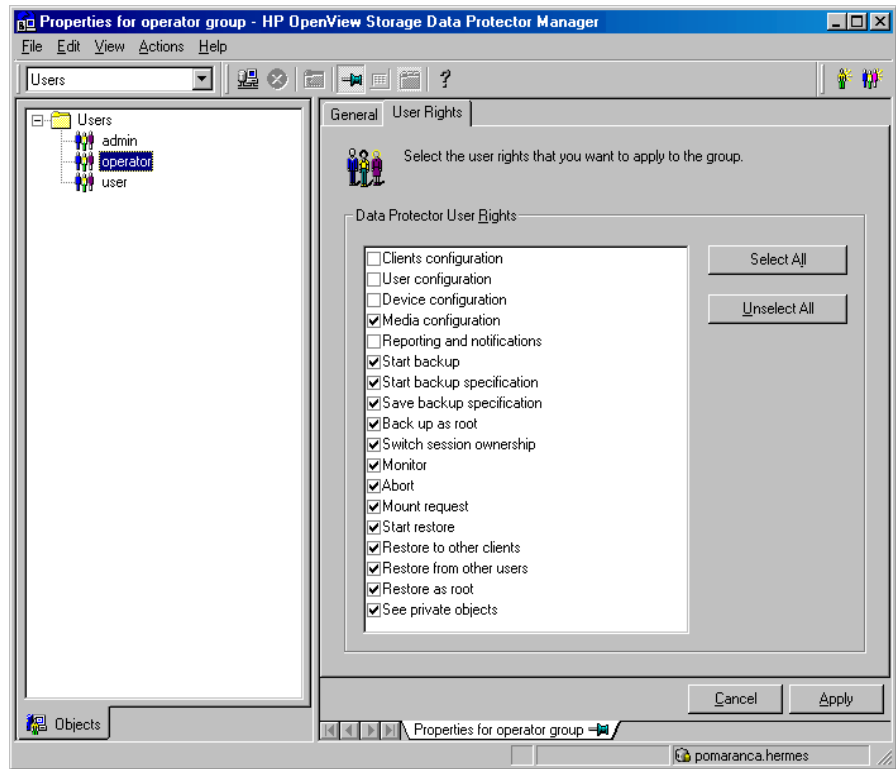 Properties for operator group - HP OpenView Storage Data Protector Manager
File Edit View Actions Help
Users
Users
admin
operator
user
Objects
General User Rights
Select the user rights that you want to apply to the group.
Data Protector User Rights
Clients configuration
User configuration
Device configuration
Media configuration
Reporting and notifications
Start backup
Start backup specification
Save backup specification
Back up as root
Switch session ownership
Monitor
Abort
Mount request
Start restore
Restore to other clients
Restore from other users
Restore as root
See private objects
Select All
Unselect All
Cancel Apply
Properties for operator group
pomaranca.hermes